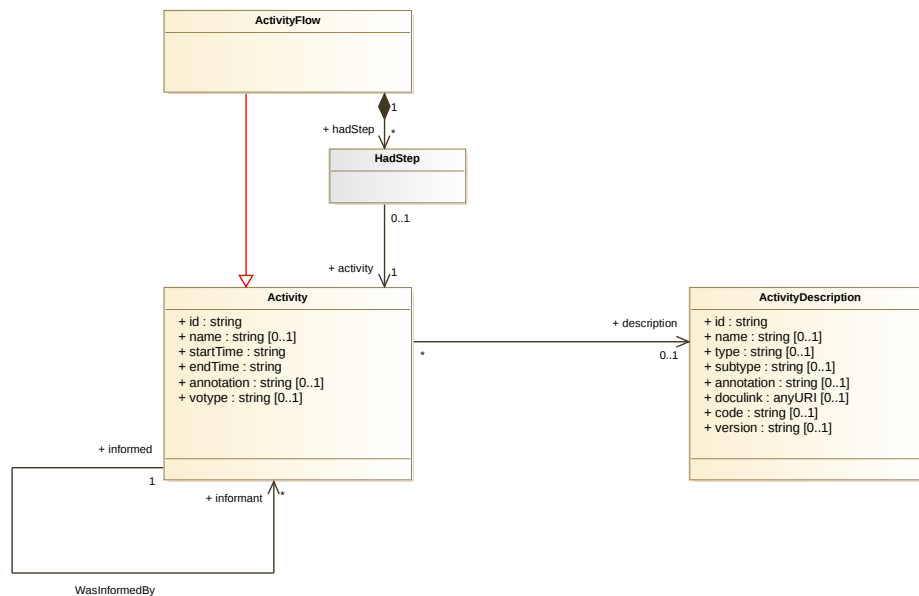 ActivityFlow
1
+ hadStep
*
HadStep
0..1
+ activity
1
Activity
+ id : string
+ name : string [0..1]
+ startTime : string
+ endTime : string
+ annotation : string [0..1]
+ votype : string [0..1]
+ description
*
0..1
ActivityDescription
+ id : string
+ name : string [0..1]
+ type : string [0..1]
+ subtype : string [0..1]
+ annotation : string [0..1]
+ doculink : anyURI [0..1]
+ code : string [0..1]
+ version : string [0..1]
+ informed
1
+ informant
*
WasInformedBy